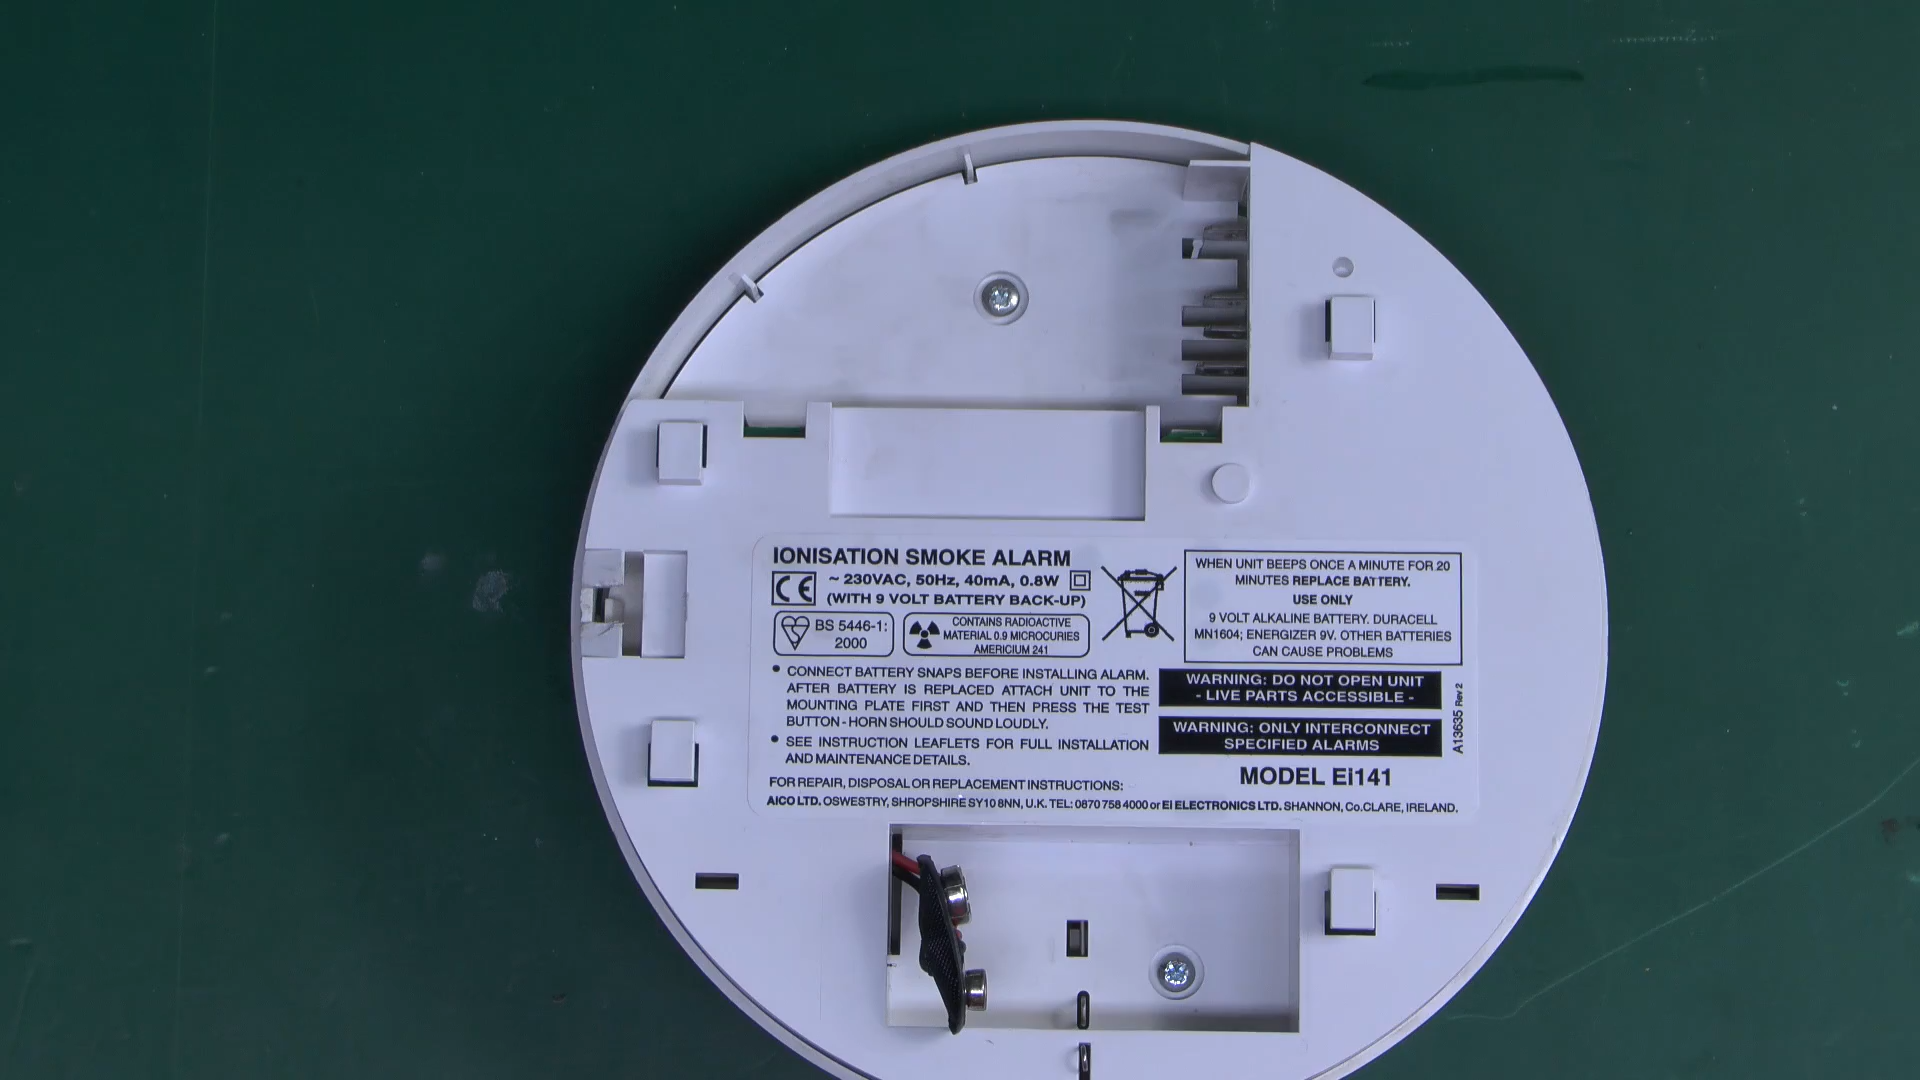 IONISATION SMOKE ALARM
CE
~ 230VAC, 50Hz, 40mA, 0.8W
(WITH 9 VOLT BATTERY BACK-UP)
BS 5446-1:
2000
CONTAINS RADIOACTIVE
MATERIAL 0.9 MICROCURIES
AMERICIUM 241
WHEN UNIT BEEPS ONCE A MINUTE FOR 20
MINUTES REPLACE BATTERY.
USE ONLY
9 VOLT ALKALINE BATTERY. DURACELL
MN1604; ENERGIZER 9V. OTHER BATTERIES
CAN CAUSE PROBLEMS
• CONNECT BATTERY SNAPS BEFORE INSTALLING ALARM.
AFTER BATTERY IS REPLACED ATTACH UNIT TO THE
MOUNTING PLATE FIRST AND THEN PRESS THE TEST
BUTTON - HORN SHOULD SOUND LOUDLY.
• SEE INSTRUCTION LEAFLETS FOR FULL INSTALLATION
AND MAINTENANCE DETAILS.
WARNING: DO NOT OPEN UNIT
- LIVE PARTS ACCESSIBLE -
WARNING: ONLY INTERCONNECT
SPECIFIED ALARMS
A13635 Rev 2
MODEL Ei141
FOR REPAIR, DISPOSAL OR REPLACEMENT INSTRUCTIONS:
AICO LTD. OSWESTRY, SHROPSHIRE SY10 8NN, U.K. TEL: 0870 758 4000 or EI ELECTRONICS LTD. SHANNON, Co.CLARE, IRELAND.